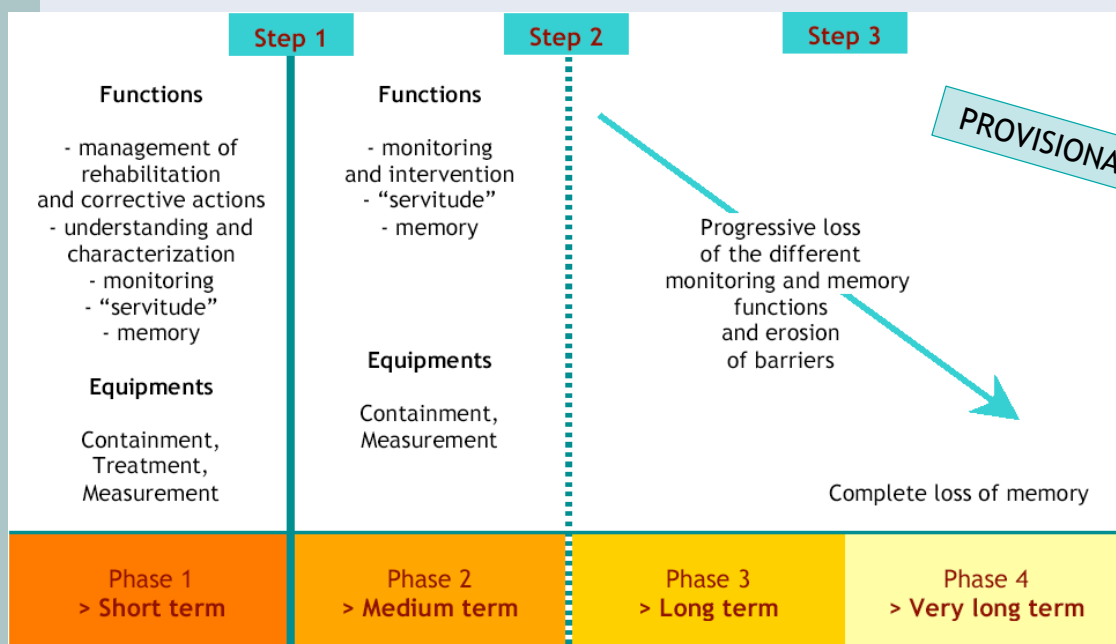 Step 1
Step 2
Step 3
Functions
- management of
rehabilitation
and corrective actions
- understanding and
characterization
- monitoring
- “servitude”
- memory
Equipments
Containment,
Treatment,
Measurement
Functions
- monitoring
and intervention
- “servitude”
- memory
Equipments
Containment,
Measurement
PROVISIONA
Progressive loss
of the different
monitoring and memory
functions
and erosion
of barriers
Complete loss of memory
Phase 1
> Short term
Phase 2
> Medium term
Phase 3
> Long term
Phase 4
> Very long term